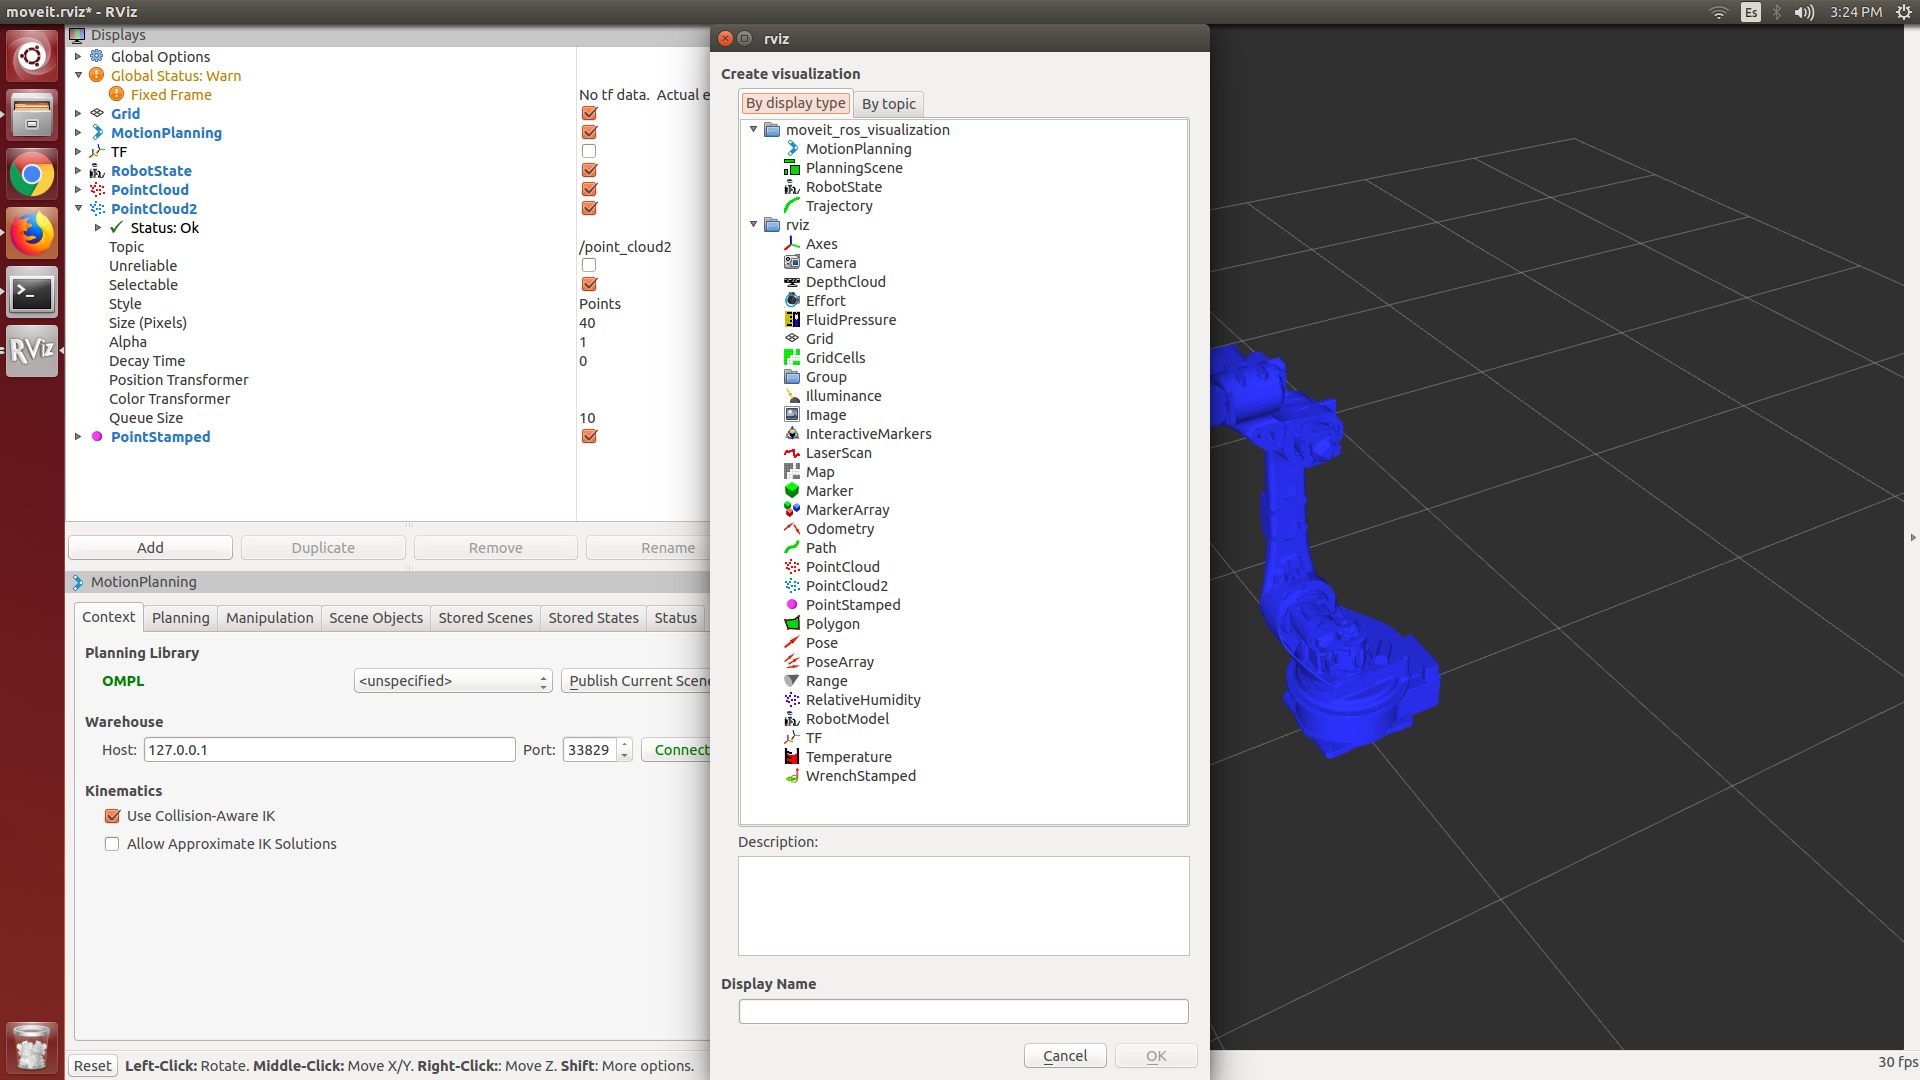 moveit.rviz* - RViz
Es
3:24 PM
RViz
Displays
Global Options
Global Status: Warn
Fixed Frame
No tf data.  Actual e
Grid
MotionPlanning
TF
RobotState
PointCloud
PointCloud2
Status: Ok
Topic
/point_cloud2
Unreliable
Selectable
Style
Points
Size (Pixels)
40
Alpha
1
Decay Time
0
Position Transformer
Color Transformer
Queue Size
10
PointStamped
Add
Duplicate
Remove
Rename
MotionPlanning
Context
Planning
Manipulation
Scene Objects
Stored Scenes
Stored States
Status
Planning Library
OMPL
<unspecified>
Publish Current Scene
Warehouse
Host:
127.0.0.1
Port:
33829
Connect
Kinematics
Use Collision-Aware IK
Allow Approximate IK Solutions
Reset
Left-Click: Rotate. Middle-Click: Move X/Y. Right-Click:: Move Z. Shift: More options.
rviz
Create visualization
By display type
By topic
moveit_ros_visualization
MotionPlanning
PlanningScene
RobotState
Trajectory
rviz
Axes
Camera
DepthCloud
Effort
FluidPressure
Grid
GridCells
Group
Illuminance
Image
InteractiveMarkers
LaserScan
Map
Marker
MarkerArray
Odometry
Path
PointCloud
PointCloud2
PointStamped
Polygon
Pose
PoseArray
Range
RelativeHumidity
RobotModel
TF
Temperature
WrenchStamped
Description:
Display Name
Cancel
OK
30 fps